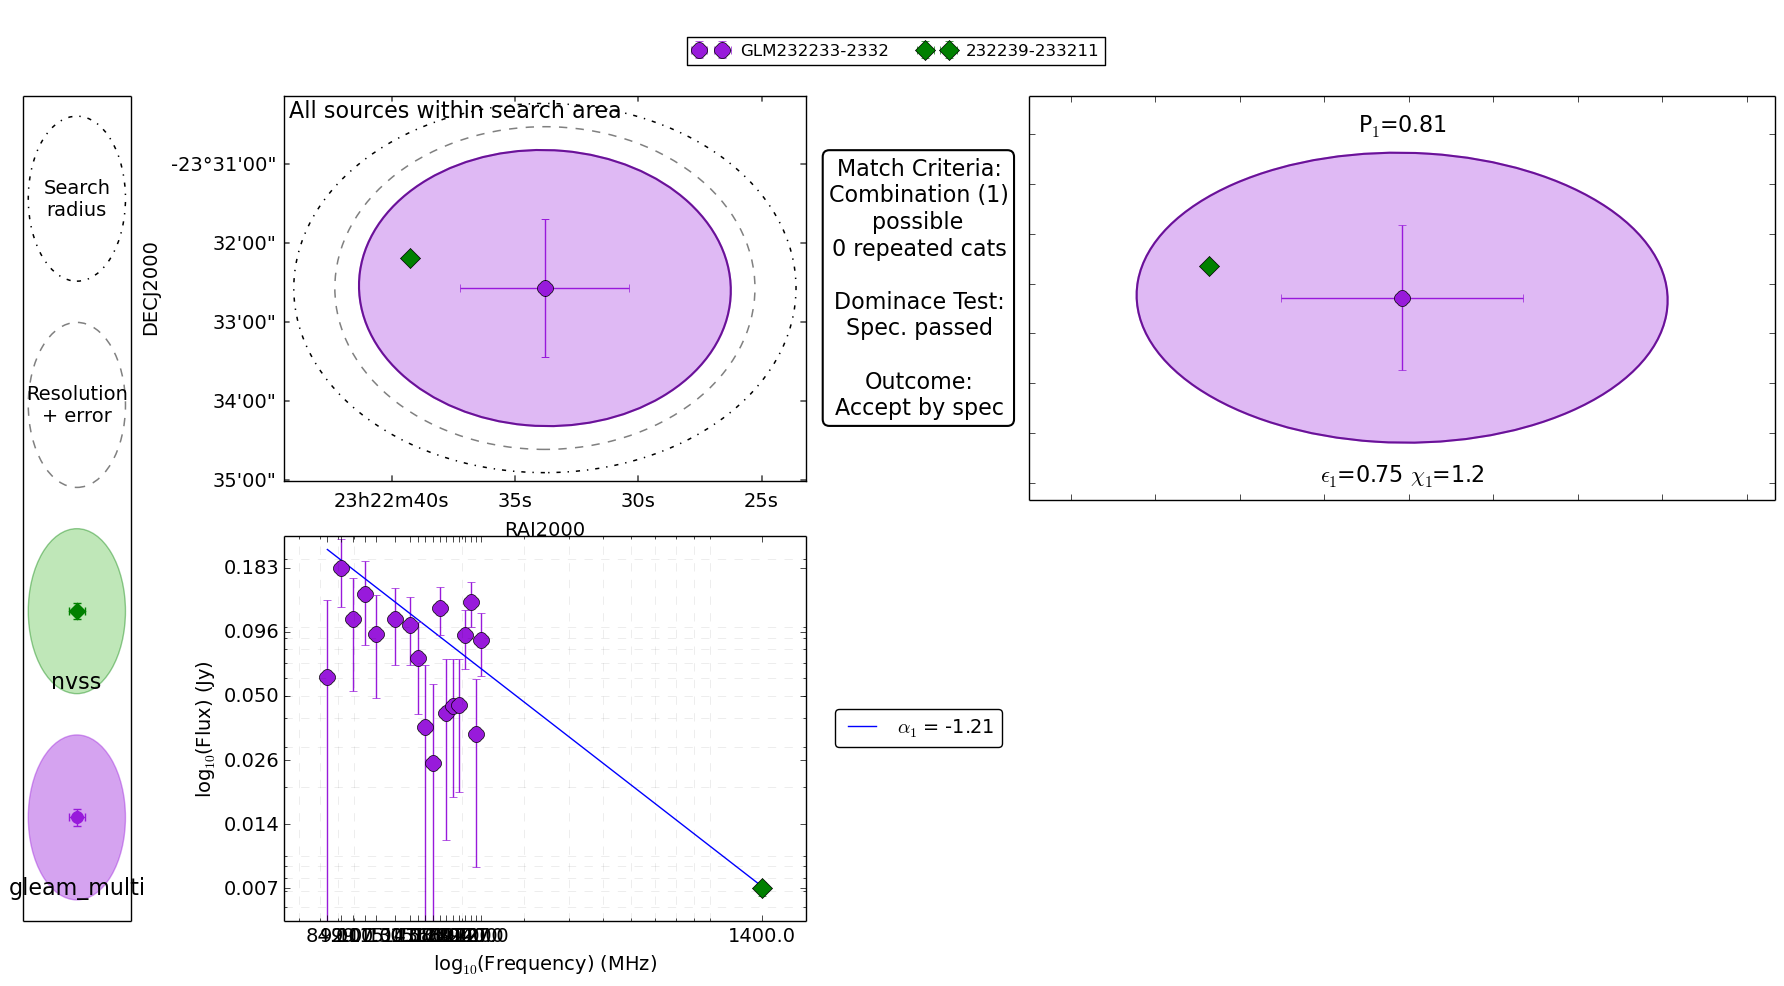 GLM232233-2332 232239-233211
All sources within search area
Search
radius
Resolution
+ error
nvss
gleam_multi
DECJ2000
-23°31'00"
32'00"
33'00"
34'00"
35'00"
23h22m40s 35s 30s 25s
RAJ2000
Match Criteria:
Combination (1)
possible
0 repeated cats
Dominace Test:
Spec. passed
Outcome:
Accept by spec
P1=0.81
ϵ1=0.75 χ1=1.2
log10(Flux) (Jy)
0.183
0.096
0.050
0.026
0.014
0.007
1400.0
log10(Frequency) (MHz)
α1 = -1.21